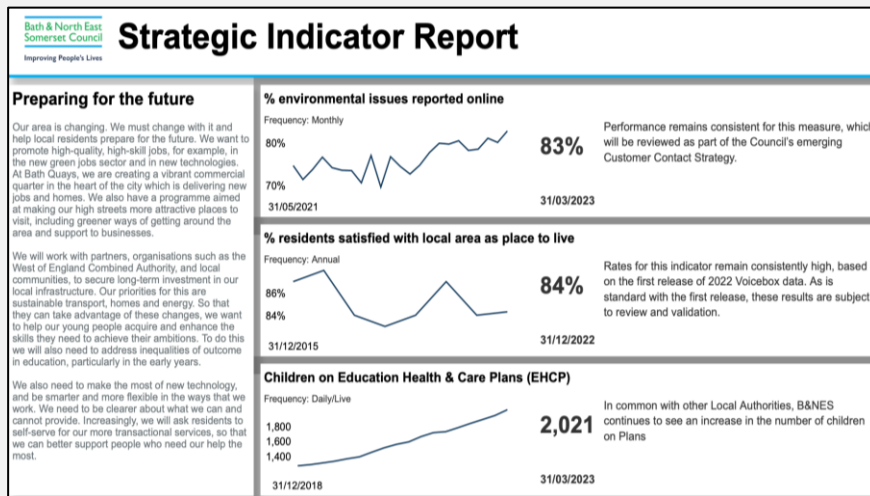 Bath & North East
Somerset Council
Improving People's Lives
Strategic Indicator Report
Preparing for the future
Our area is changing. We must change with it and
help local residents prepare for the future. We want to
promote high-quality, high-skill jobs, for example, in
the new green jobs sector and in new technologies.
At Bath Quays, we are creating a vibrant commercial
quarter in the heart of the city which is delivering new
jobs and homes. We also have a programme aimed
at making our high streets more attractive places to
visit, including greener ways of getting around the
area and support to businesses.
We will work with partners, organisations such as the
West of England Combined Authority, and local
communities, to secure long-term investment in our
local infrastructure. Our priorities for this are
sustainable transport, homes and energy. So that
they can take advantage of these changes, we want
to help our young people acquire and enhance the
skills they need to achieve their ambitions. To do this
we will also need to address inequalities of outcome
in education, particularly in the early years.
We also need to make the most of new technology,
and be smarter and more flexible in the ways that we
work. We need to be clearer about what we can and
cannot provide. Increasingly, we will ask residents to
self-serve for our more transactional services, so that
we can better support people who need our help the
most.
% environmental issues reported online
Frequency: Monthly
80%
70%
31/05/2021
83%
31/03/2023
Performance remains consistent for this measure, which
will be reviewed as part of the Council's emerging
Customer Contact Strategy.
% residents satisfied with local area as place to live
Frequency: Annual
86%
84%
31/12/2015
84%
31/12/2022
Rates for this indicator remain consistently high, based
on the first release of 2022 Voicebox data. As is
standard with the first release, these results are subject
to review and validation.
Children on Education Health & Care Plans (EHCP)
Frequency: Daily/Live
1,800
1,600
1,400
31/12/2018
2,021
31/03/2023
In common with other Local Authorities, B&NES
continues to see an increase in the number of children
on Plans